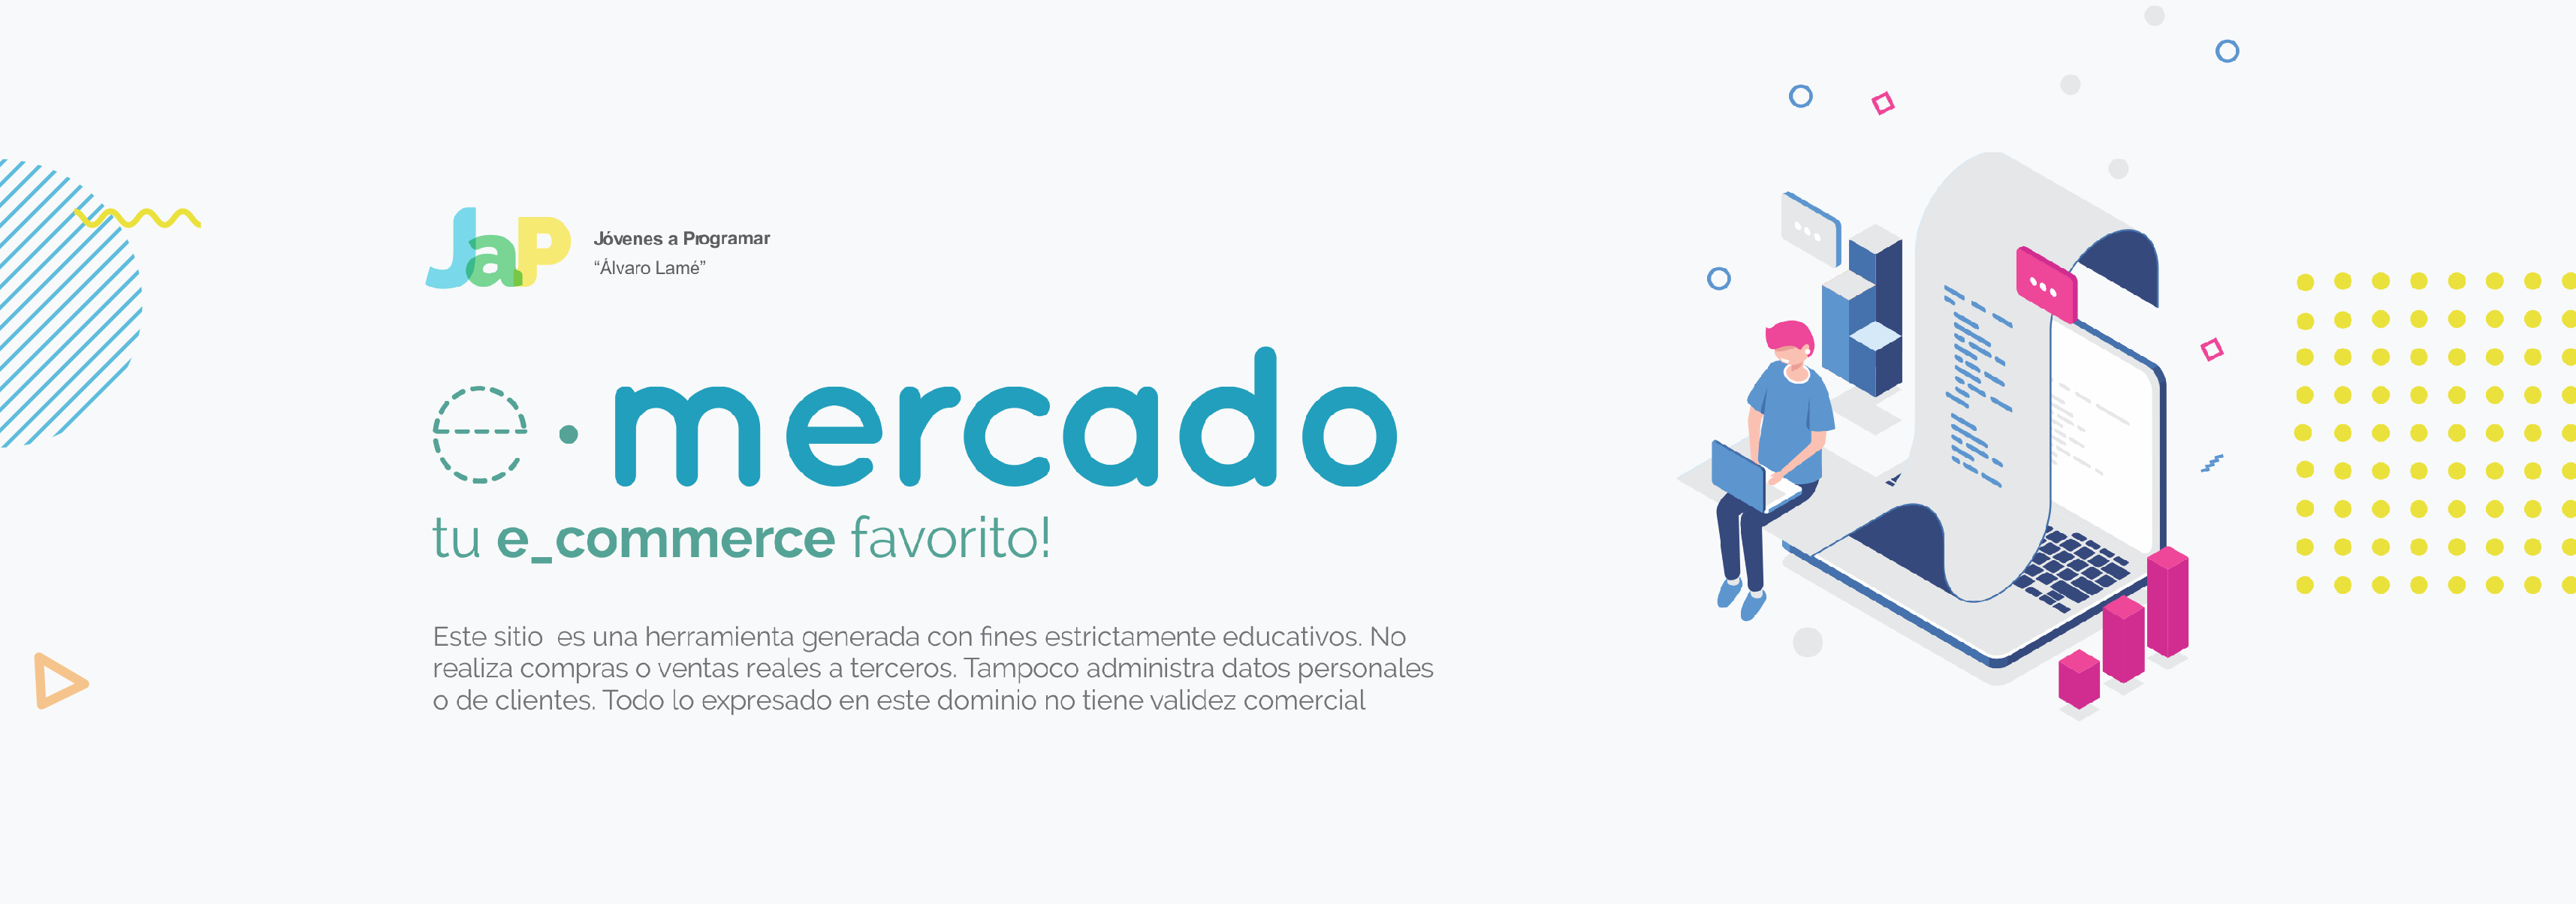 JaP
Jóvenes a Programar
“Álvaro Lamé”
e • mercado
tu e_commerce favorito!
Este sitio  es una herramienta generada con fines estrictamente educativos. No
realiza compras o ventas reales a terceros. Tampoco administra datos personales
o de clientes. Todo lo expresado en este dominio no tiene validez comercial